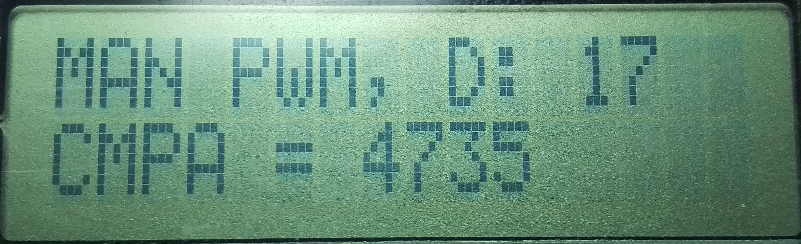 MAN PWM, D: 17
CMPA = 4735